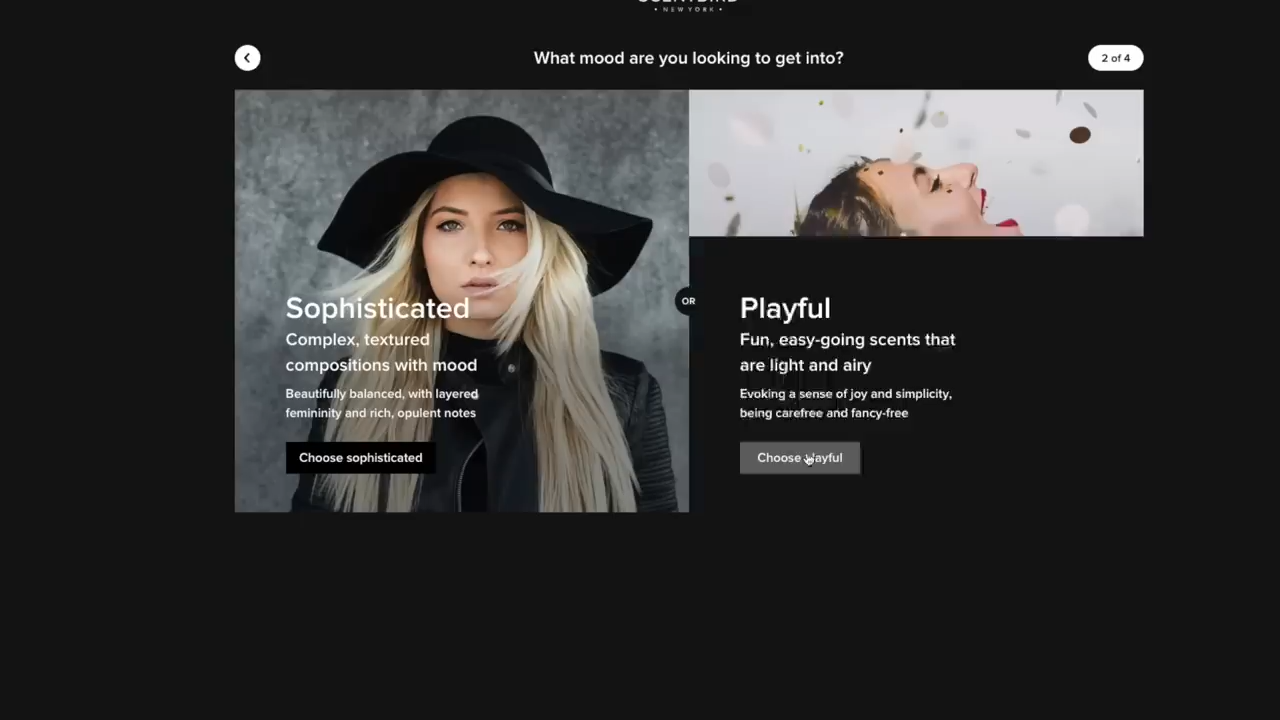 • NEW YORK •
What mood are you looking to get into?
2 of 4
Sophisticated
Complex, textured
compositions with mood
Beautifully balanced, with layered
femininity and rich, opulent notes
Choose sophisticated
OR
Playful
Fun, easy-going scents that
are light and airy
Evoking a sense of joy and simplicity,
being carefree and fancy-free
Choose playful